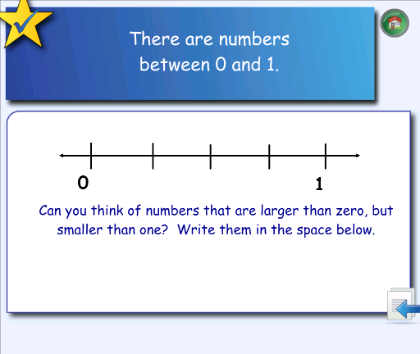 There are numbers
between 0 and 1.
0 1
Can you think of numbers that are larger than zero, but
smaller than one?  Write them in the space below.